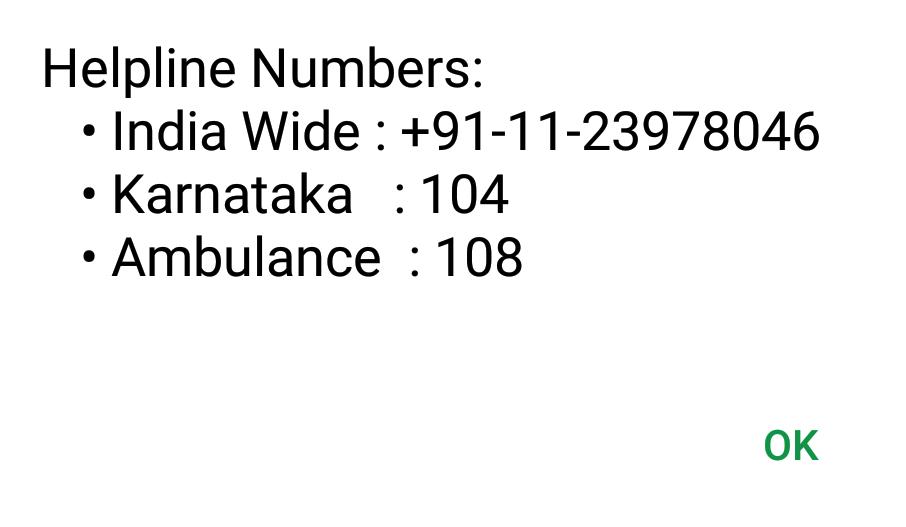 Helpline Numbers:
• India Wide : +91-11-23978046
• Karnataka : 104
• Ambulance : 108
OK